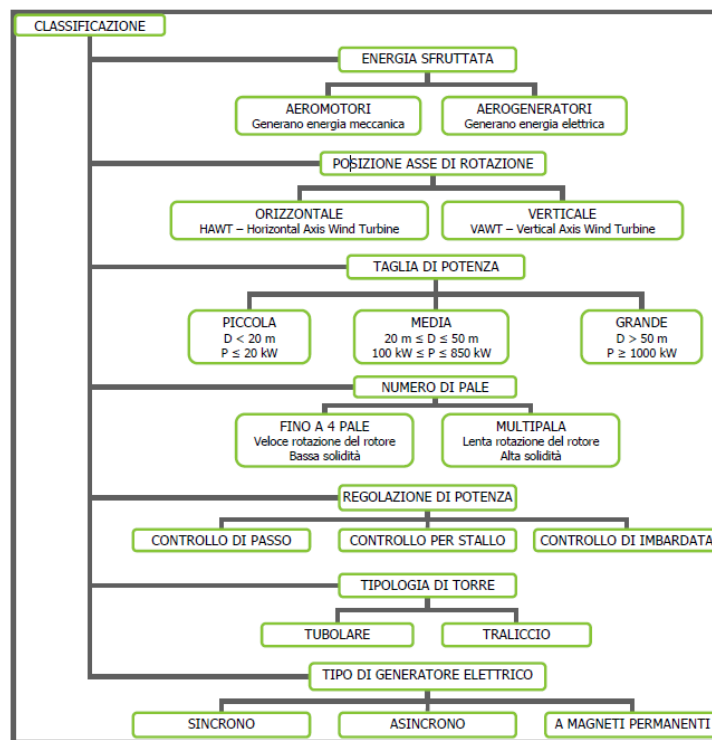 CLASSIFICAZIONE
ENERGIA SFRUTTATA
AEROMOTORI
Generano energia meccanica
AEROGENERATORI
Generano energia elettrica
POSIZIONE ASSE DI ROTAZIONE
ORIZZONTALE
HAWT – Horizontal Axis Wind Turbine
VERTICALE
VAWT – Vertical Axis Wind Turbine
TAGLIA DI POTENZA
PICCOLA
D < 20 m
P ≤ 20 kW
MEDIA
20 m ≤ D ≤ 50 m
100 kW ≤ P ≤ 850 kW
GRANDE
D > 50 m
P ≥ 1000 kW
NUMERO DI PALE
FINO A 4 PALE
Veloce rotazione del rotore
Bassa solidità
MULTIPALA
Lenta rotazione del rotore
Alta solidità
REGOLAZIONE DI POTENZA
CONTROLLO DI PASSO
CONTROLLO PER STALLO
CONTROLLO DI IMBARDATA
TIPOLOGIA DI TORRE
TUBOLARE
TRALICCIO
TIPO DI GENERATORE ELETTRICO
SINCRONO
ASINCRONO
A MAGNETI PERMANENTI